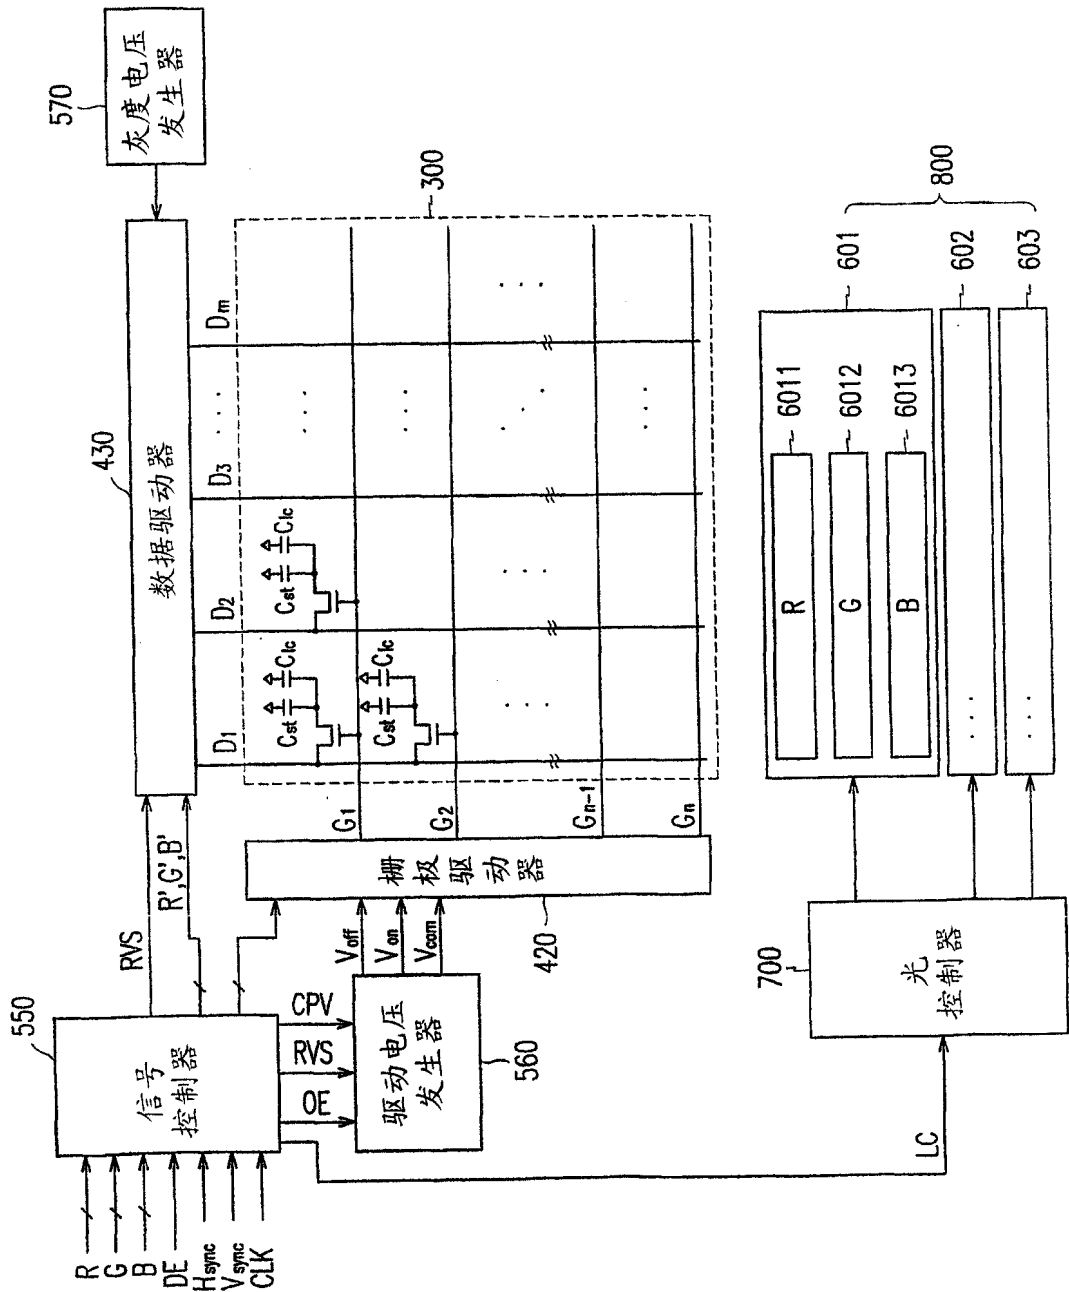 570
灰度电压
发生器
430
数据驱动器
550
信号
控制器
R
G
B
DE
Hsync
Vsync
CLK
RVS
R',G',B'
CPV
RVS
OE
驱动电压
发生器
560
Voff
Von
Vcom
栅极驱动器
420
300
D1
D2
D3
· · ·
Dm
G1
G2
Gn-1
Gn
Cst
Clc
Cst
Clc
Cst
Clc
LC
光
控制器
700
800
601
602
603
R
6011
G
6012
B
6013
· · ·
· · ·